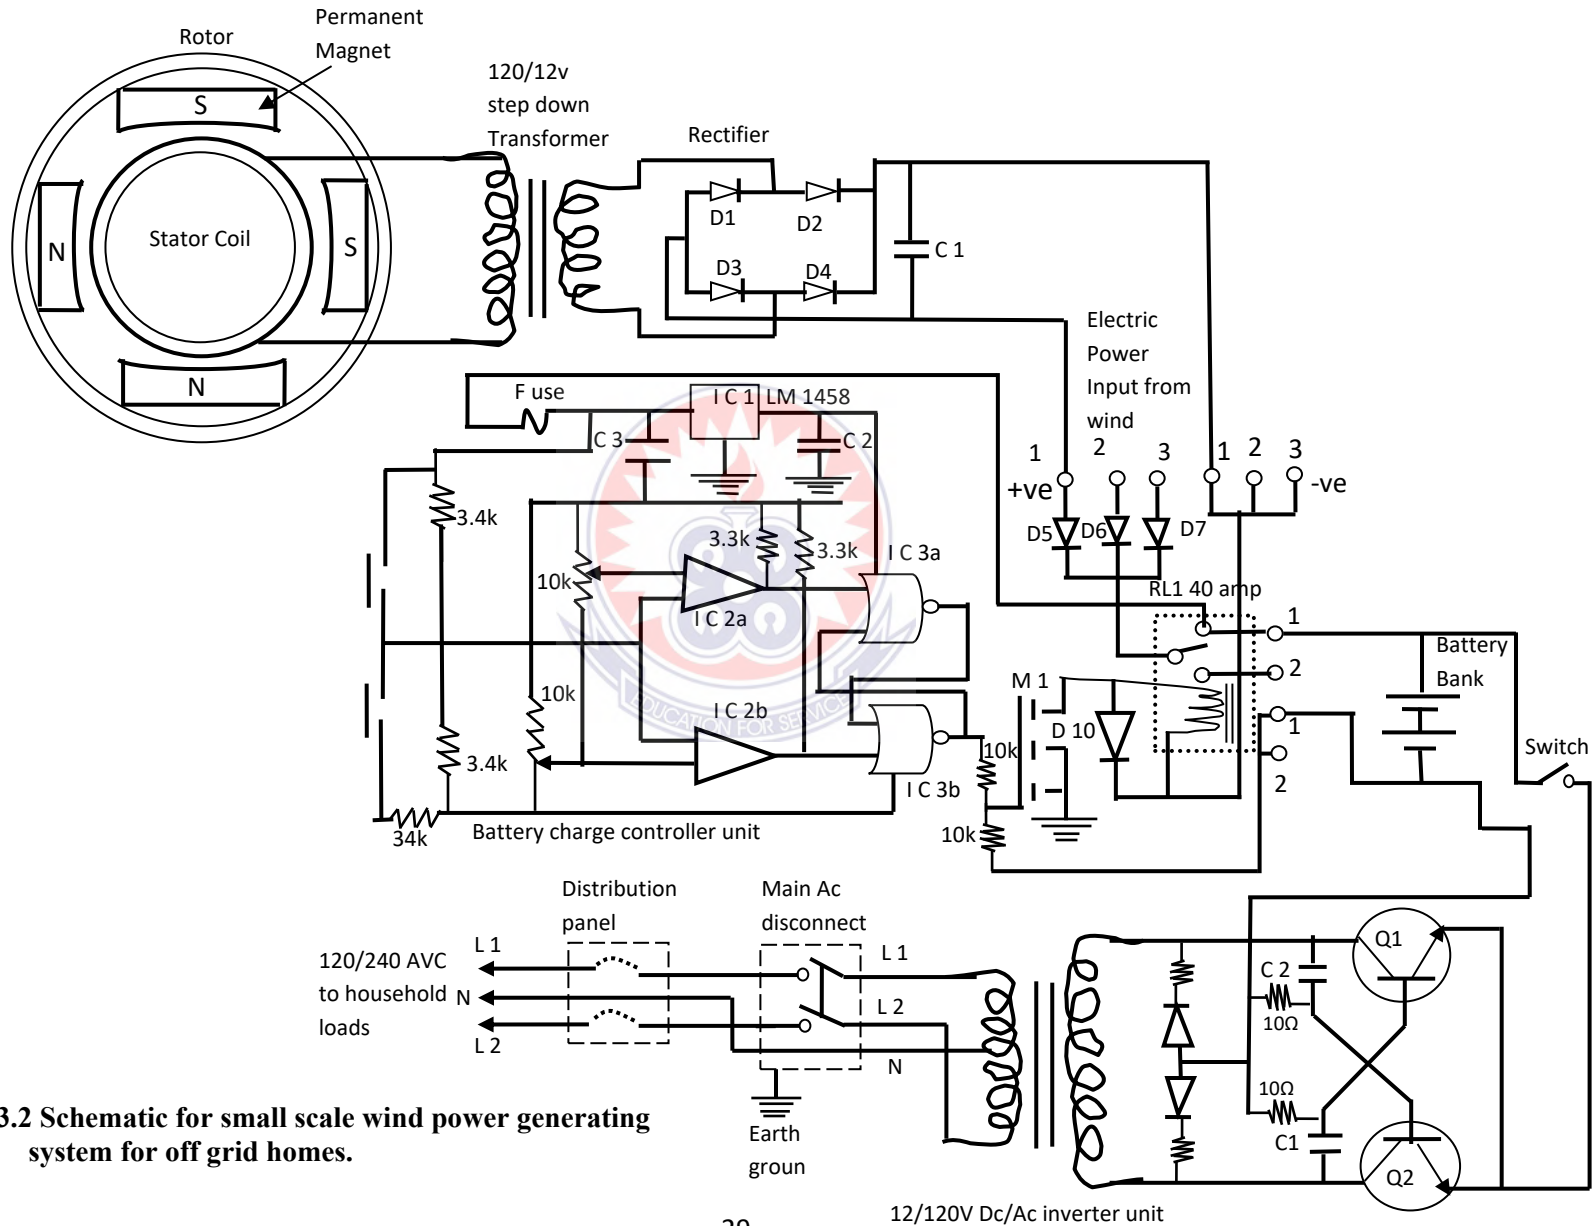 Permanent
Magnet
Rotor
S
N
S
N
Stator Coil
120/12v
step down
Transformer
Rectifier
D1
D2
D3
D4
C 1
Electric
Power
Input from
wind
1
2
3
1
2
3
+ve
-ve
D5
D6
D7
RL1 40 amp
F use
I C 1
LM 1458
C 3
C 2
3.4k
3.3k
3.3k
10k
I C 2a
I C 3a
10k
I C 2b
3.4k
I C 3b
34k
Battery charge controller unit
10k
10k
M 1
D 10
1
2
1
2
Battery
Bank
Switch
EDUCATION FOR SERVICE
Distribution
panel
Main Ac
disconnect
120/240 AVC
to household
loads
L 1
N
L 2
L 1
L 2
N
Earth
groun
Q1
C 2
10Ω
10Ω
C1
Q2
12/120V Dc/Ac inverter unit
3.2 Schematic for small scale wind power generating
system for off grid homes.